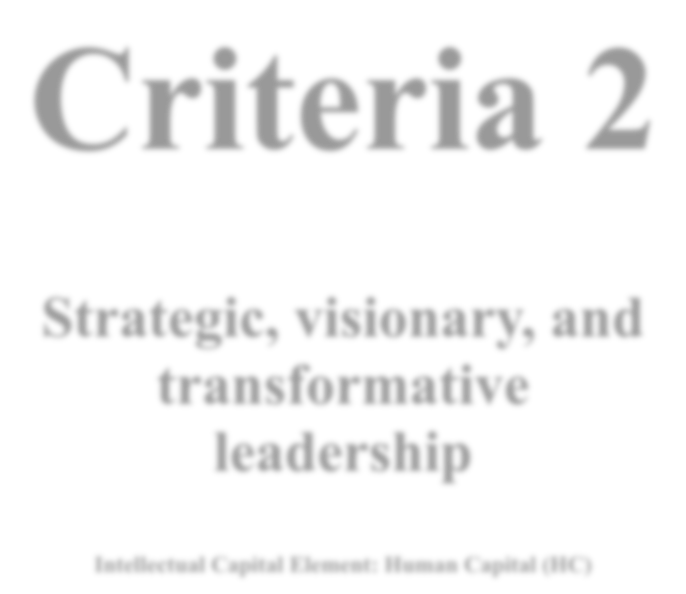 Criteria 2
Strategic, visionary, and
transformative
leadership
Intellectual Capital Element: Human Capital (HC)